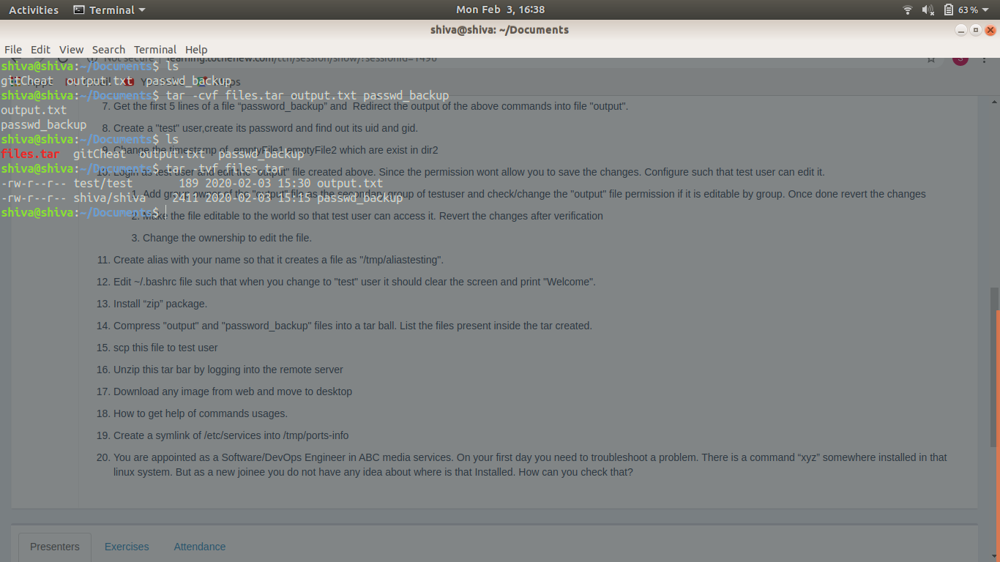 Activities Terminal Mon Feb 3, 16:38 63 %
shiva@shiva: ~/Documents
File Edit View Search Terminal Help
Not secure learning.tothenew.com/ttn/session/show/?sessionId=1496
shiva@shiva:~/Documents$ ls
gitCheat output.txt passwd_backup
Apps Maps
shiva@shiva:~/Documents$ tar -cvf files.tar output.txt passwd_backup
output.txt
7. Get the first 5 lines of a file “password_backup” and Redirect the output of the above commands into file "output".
passwd_backup
8. Create a "test" user,create its password and find out its uid and gid.
shiva@shiva:~/Documents$ ls
9. Change the timestamp of emptyFile1,emptyFile2 which are exist in dir2
files.tar gitCheat output.txt passwd_backup
shiva@shiva:~/Documents$ tar -tvf files.tar
10. Login as test user and edit the "output" file created above. Since the permission wont allow you to save the changes. Configure such that test user can edit it.
-rw-r--r-- test/test 189 2020-02-03 15:30 output.txt
1. Add group owner of the "output" file as the secondary group of testuser and check/change the "output" file permission if it is editable by group. Once done revert the changes
-rw-r--r-- shiva/shiva 2411 2020-02-03 15:15 passwd_backup
shiva@shiva:~/Documents$
2. Make the file editable to the world so that test user can access it. Revert the changes after verification
3. Change the ownership to edit the file.
11. Create alias with your name so that it creates a file as "/tmp/aliastesting".
12. Edit ~/.bashrc file such that when you change to "test" user it should clear the screen and print "Welcome".
13. Install “zip” package.
14. Compress "output" and "password_backup" files into a tar ball. List the files present inside the tar created.
15. scp this file to test user
16. Unzip this tar bar by logging into the remote server
17. Download any image from web and move to desktop
18. How to get help of commands usages.
19. Create a symlink of /etc/services into /tmp/ports-info
20. You are appointed as a Software/DevOps Engineer in ABC media services. On your first day you need to troubleshoot a problem. There is a command “xyz” somewhere installed in that
linux system. But as a new joinee you do not have any idea about where is that Installed. How can you check that?
Presenters Exercises Attendance